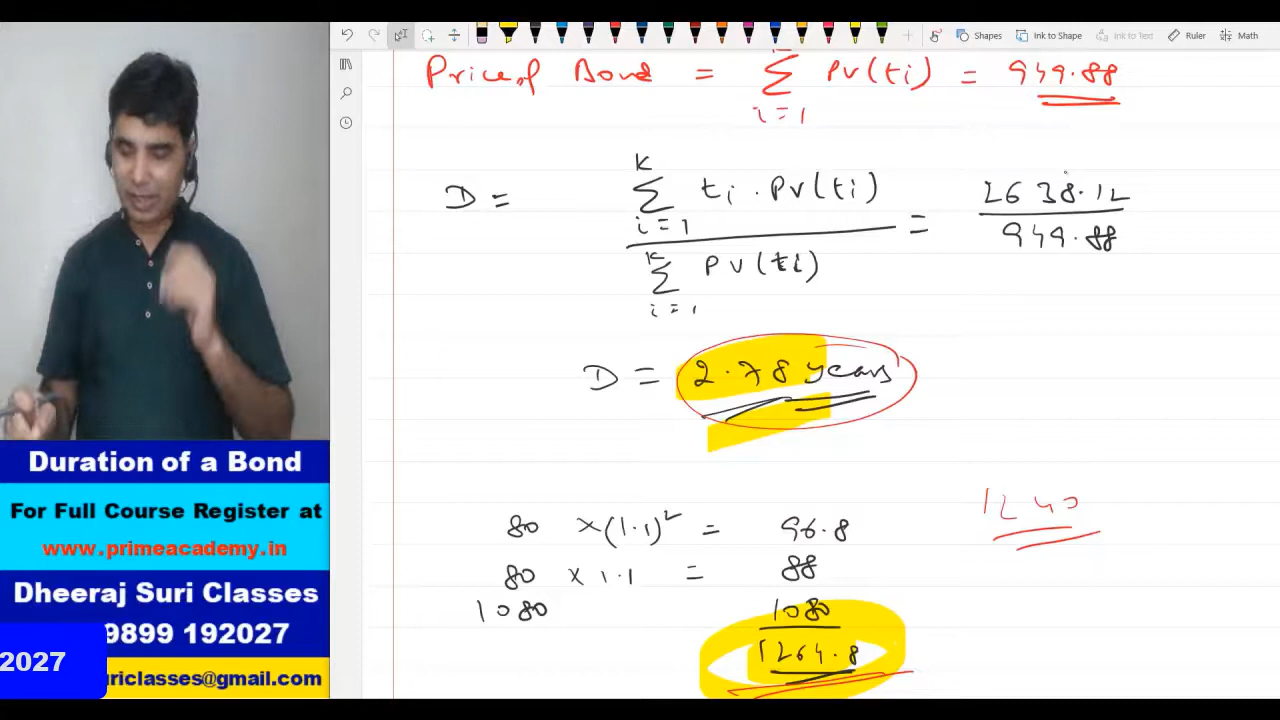 Shapes Ink to Shape Ink to Text Ruler Math
Price of Bond = Σ PV(ti) = 949.88
i=1
D = K Σ i=1 ti . PV(ti) = 2638.12
K Σ i=1 PV(ti) 949.88
D = 2.78 years
1240
80 ×(1.1)² = 96.8
80 × 1.1 = 88
1080 1080
1264.8
Duration of a Bond
For Full Course Register at
www.primeacademy.in
Dheeraj Suri Classes
9899 192027
2027
uriclasses@gmail.com